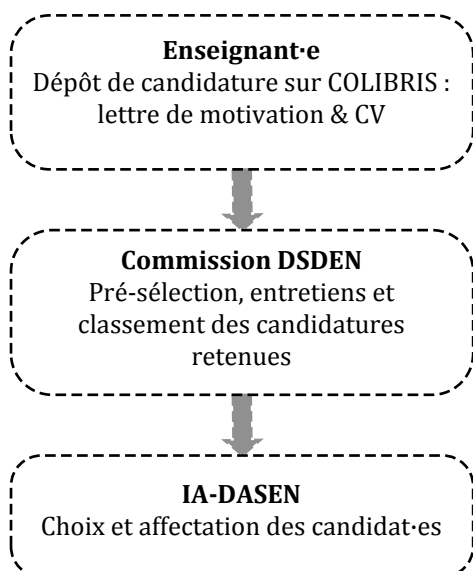 Enseignant·e
Dépôt de candidature sur COLIBRIS :
lettre de motivation & CV
Commission DSDEN
Pré-sélection, entretiens et
classement des candidatures
retenues
IA-DASEN
Choix et affectation des candidat·es